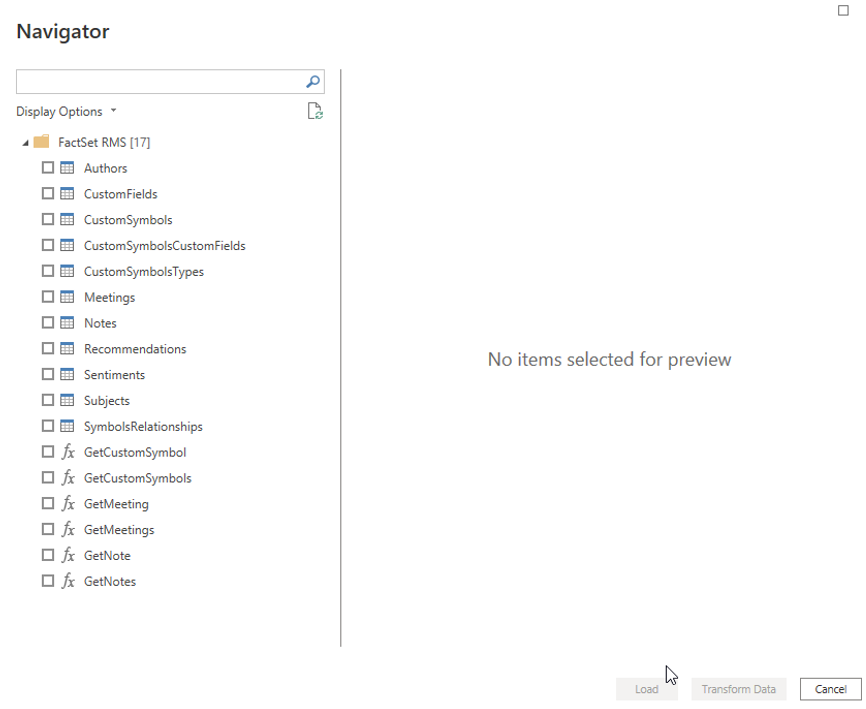 Navigator
Display Options
FactSet RMS [17]
Authors
CustomFields
CustomSymbols
CustomSymbolsCustomFields
CustomSymbolsTypes
Meetings
Notes
Recommendations
Sentiments
Subjects
SymbolsRelationships
fx GetCustomSymbol
fx GetCustomSymbols
fx GetMeeting
fx GetMeetings
fx GetNote
fx GetNotes
No items selected for preview
Load Transform Data Cancel